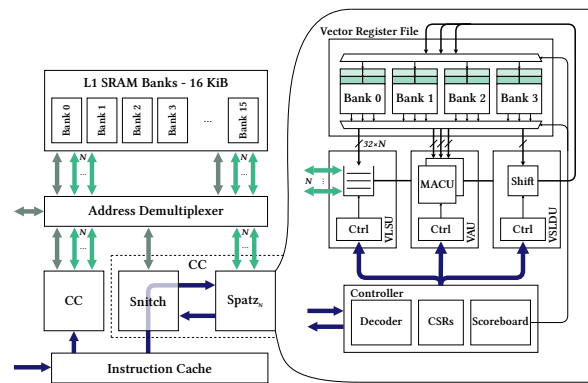 Vector Register File
Bank 0
Bank 1
Bank 2
Bank 3
32×N
N
...
MACU
Shift
Ctrl
VLSU
Ctrl
VAU
Ctrl
VSLDU
Controller
Decoder
CSRs
Scoreboard
L1 SRAM Banks - 16 KiB
Bank 0
Bank 1
Bank 2
Bank 3
...
Bank 15
N
...
N
...
Address Demultiplexer
N
...
N
...
CC
CC
Snitch
Spatz_N
Instruction Cache